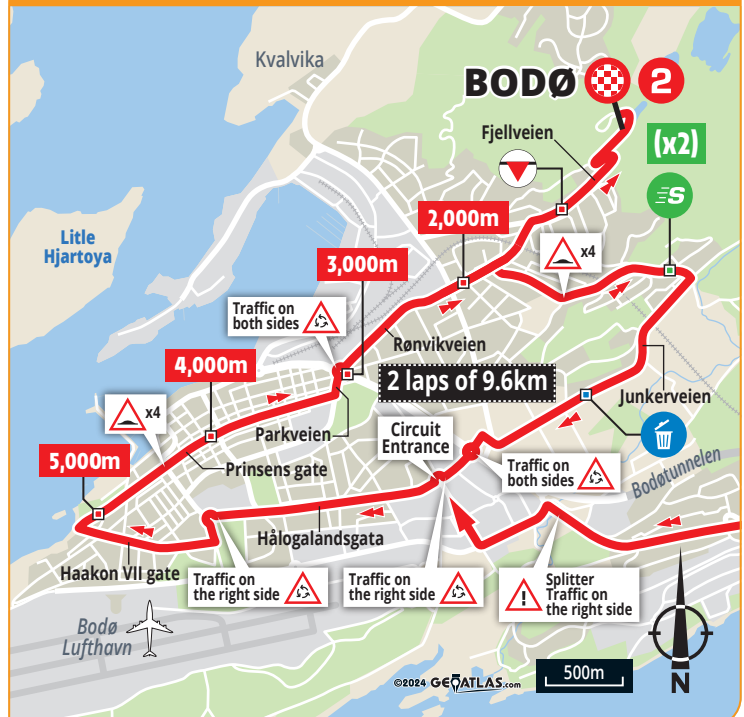 Kvalvika
BODØ
2
Fjellveien
(x2)
S
2,000m
x4
Litle
Hjartoya
3,000m
Traffic on
both sides
Rønvikveien
4,000m
2 laps of 9.6km
Junkerveien
x4
Parkveien
Circuit
Entrance
5,000m
Prinsens gate
Traffic on
both sides
Bodøtunnelen
Hålogalandsgata
Haakon VII gate
Traffic on
the right side
Traffic on
the right side
!
Splitter
Traffic on
the right side
Bodø
Lufthavn
©2024 GEOATLAS.com
500m
N